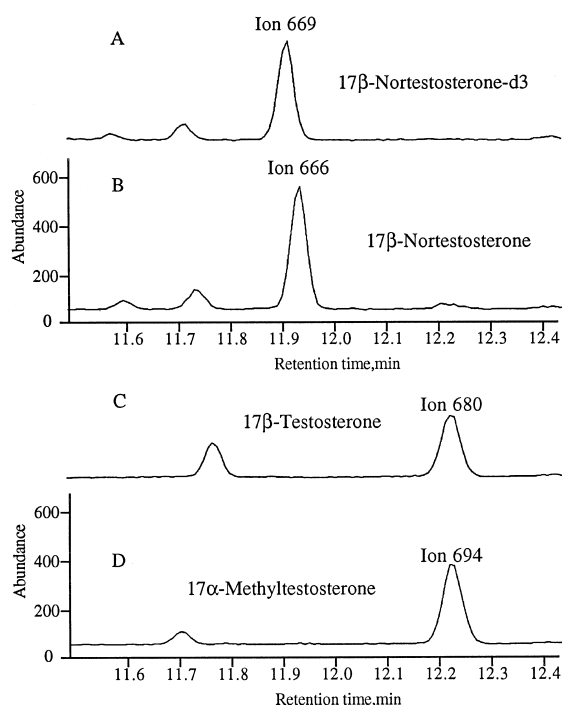 Ion 669
A
17β-Nortestosterone-d3
Ion 666
B
600
400
200
0
Abundance
17β-Nortestosterone
11.6 11.7 11.8 11.9 12.0 12.1 12.2 12.3 12.4
Retention time,min
C
17β-Testosterone
Ion 680
D
Ion 694
600
400
200
0
Abundance
17α-Methyltestosterone
11.6 11.7 11.8 11.9 12.0 12.1 12.2 12.3 12.4
Retention time,min